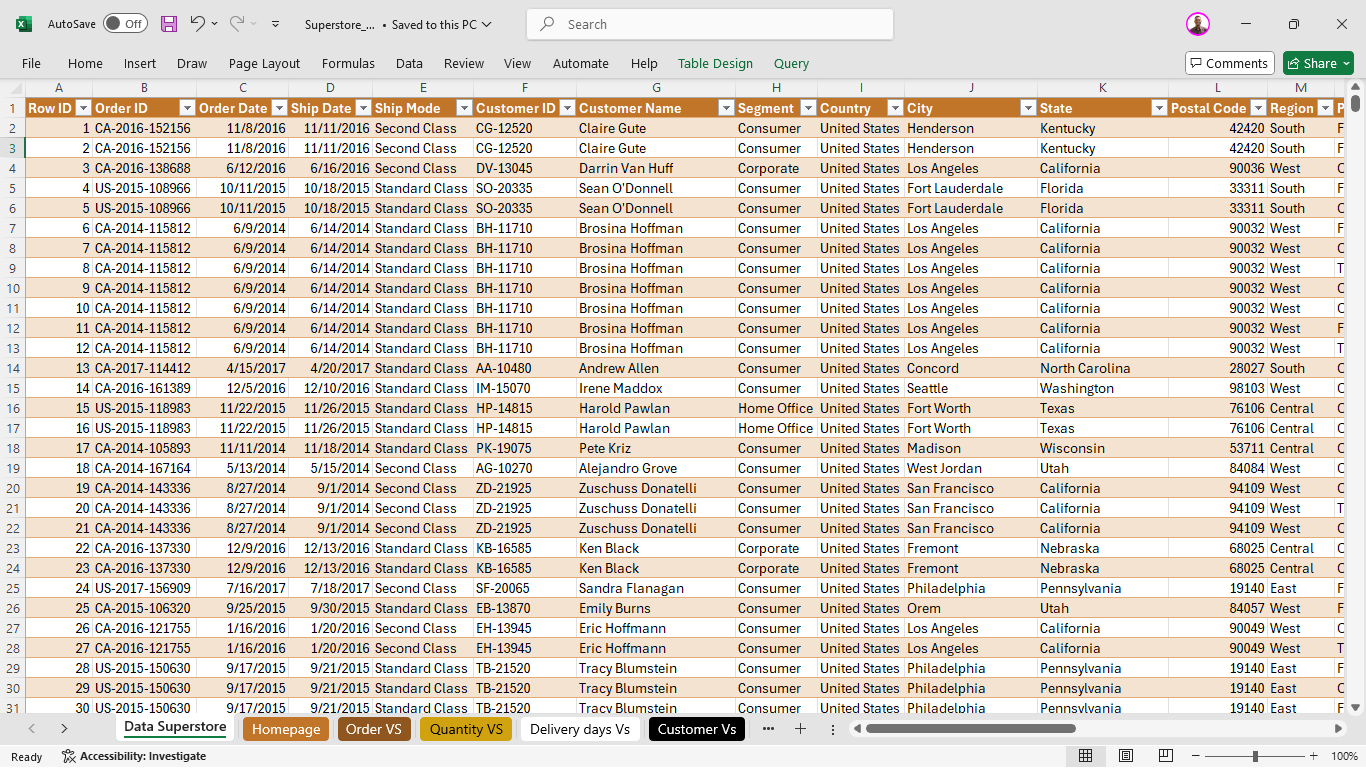 AutoSave Off Superstore_... • Saved to this PC Search
File Home Insert Draw Page Layout Formulas Data Review View Automate Help Table Design Query Comments Share
A B C D E F G H I J K L M
1 Row ID Order ID Order Date Ship Date Ship Mode Customer ID Customer Name Segment Country City State Postal Code Region
2 1 CA-2016-152156 11/8/2016 11/11/2016 Second Class CG-12520 Claire Gute Consumer United States Henderson Kentucky 42420 South
3 2 CA-2016-152156 11/8/2016 11/11/2016 Second Class CG-12520 Claire Gute Consumer United States Henderson Kentucky 42420 South
4 3 CA-2016-138688 6/12/2016 6/16/2016 Second Class DV-13045 Darrin Van Huff Corporate United States Los Angeles California 90036 West
5 4 US-2015-108966 10/11/2015 10/18/2015 Standard Class SO-20335 Sean O'Donnell Consumer United States Fort Lauderdale Florida 33311 South
6 5 US-2015-108966 10/11/2015 10/18/2015 Standard Class SO-20335 Sean O'Donnell Consumer United States Fort Lauderdale Florida 33311 South
7 6 CA-2014-115812 6/9/2014 6/14/2014 Standard Class BH-11710 Brosina Hoffman Consumer United States Los Angeles California 90032 West
8 7 CA-2014-115812 6/9/2014 6/14/2014 Standard Class BH-11710 Brosina Hoffman Consumer United States Los Angeles California 90032 West
9 8 CA-2014-115812 6/9/2014 6/14/2014 Standard Class BH-11710 Brosina Hoffman Consumer United States Los Angeles California 90032 West
10 9 CA-2014-115812 6/9/2014 6/14/2014 Standard Class BH-11710 Brosina Hoffman Consumer United States Los Angeles California 90032 West
11 10 CA-2014-115812 6/9/2014 6/14/2014 Standard Class BH-11710 Brosina Hoffman Consumer United States Los Angeles California 90032 West
12 11 CA-2014-115812 6/9/2014 6/14/2014 Standard Class BH-11710 Brosina Hoffman Consumer United States Los Angeles California 90032 West
13 12 CA-2014-115812 6/9/2014 6/14/2014 Standard Class BH-11710 Brosina Hoffman Consumer United States Los Angeles California 90032 West
14 13 CA-2017-114412 4/15/2017 4/20/2017 Standard Class AA-10480 Andrew Allen Consumer United States Concord North Carolina 28027 South
15 14 CA-2016-161389 12/5/2016 12/10/2016 Standard Class IM-15070 Irene Maddox Consumer United States Seattle Washington 98103 West
16 15 US-2015-118983 11/22/2015 11/26/2015 Standard Class HP-14815 Harold Pawlan Home Office United States Fort Worth Texas 76106 Central
17 16 US-2015-118983 11/22/2015 11/26/2015 Standard Class HP-14815 Harold Pawlan Home Office United States Fort Worth Texas 76106 Central
18 17 CA-2014-105893 11/11/2014 11/18/2014 Standard Class PK-19075 Pete Kriz Consumer United States Madison Wisconsin 53711 Central
19 18 CA-2014-167164 5/13/2014 5/15/2014 Second Class AG-10270 Alejandro Grove Consumer United States West Jordan Utah 84084 West
20 19 CA-2014-143336 8/27/2014 9/1/2014 Second Class ZD-21925 Zuschuss Donatelli Consumer United States San Francisco California 94109 West
21 20 CA-2014-143336 8/27/2014 9/1/2014 Second Class ZD-21925 Zuschuss Donatelli Consumer United States San Francisco California 94109 West
22 21 CA-2014-143336 8/27/2014 9/1/2014 Second Class ZD-21925 Zuschuss Donatelli Consumer United States San Francisco California 94109 West
23 22 CA-2016-137330 12/9/2016 12/13/2016 Standard Class KB-16585 Ken Black Corporate United States Fremont Nebraska 68025 Central
24 23 CA-2016-137330 12/9/2016 12/13/2016 Standard Class KB-16585 Ken Black Corporate United States Fremont Nebraska 68025 Central
25 24 US-2017-156909 7/16/2017 7/18/2017 Second Class SF-20065 Sandra Flanagan Consumer United States Philadelphia Pennsylvania 19140 East
26 25 CA-2015-106320 9/25/2015 9/30/2015 Standard Class EB-13870 Emily Burns Consumer United States Orem Utah 84057 West
27 26 CA-2016-121755 1/16/2016 1/20/2016 Second Class EH-13945 Eric Hoffmann Consumer United States Los Angeles California 90049 West
28 27 CA-2016-121755 1/16/2016 1/20/2016 Second Class EH-13945 Eric Hoffmann Consumer United States Los Angeles California 90049 West
29 28 US-2015-150630 9/17/2015 9/21/2015 Standard Class TB-21520 Tracy Blumstein Consumer United States Philadelphia Pennsylvania 19140 East
30 29 US-2015-150630 9/17/2015 9/21/2015 Standard Class TB-21520 Tracy Blumstein Consumer United States Philadelphia Pennsylvania 19140 East
31 30 US-2015-150630 9/17/2015 9/21/2015 Standard Class TB-21520 Tracy Blumstein Consumer United States Philadelphia Pennsylvania 19140 East
Data Superstore Homepage Order VS Quantity VS Delivery days Vs Customer Vs
Ready Accessibility: Investigate 100%